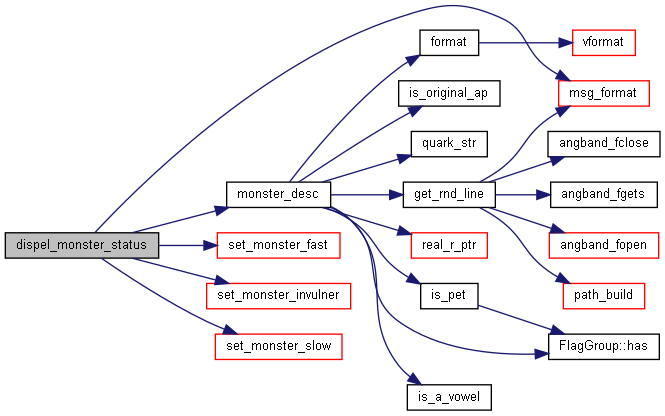 dispel_monster_status
monster_desc
set_monster_fast
set_monster_invulner
set_monster_slow
format
is_original_ap
quark_str
get_rnd_line
real_r_ptr
is_pet
is_a_vowel
vformat
msg_format
angband_fclose
angband_fgets
angband_fopen
path_build
FlagGroup::has